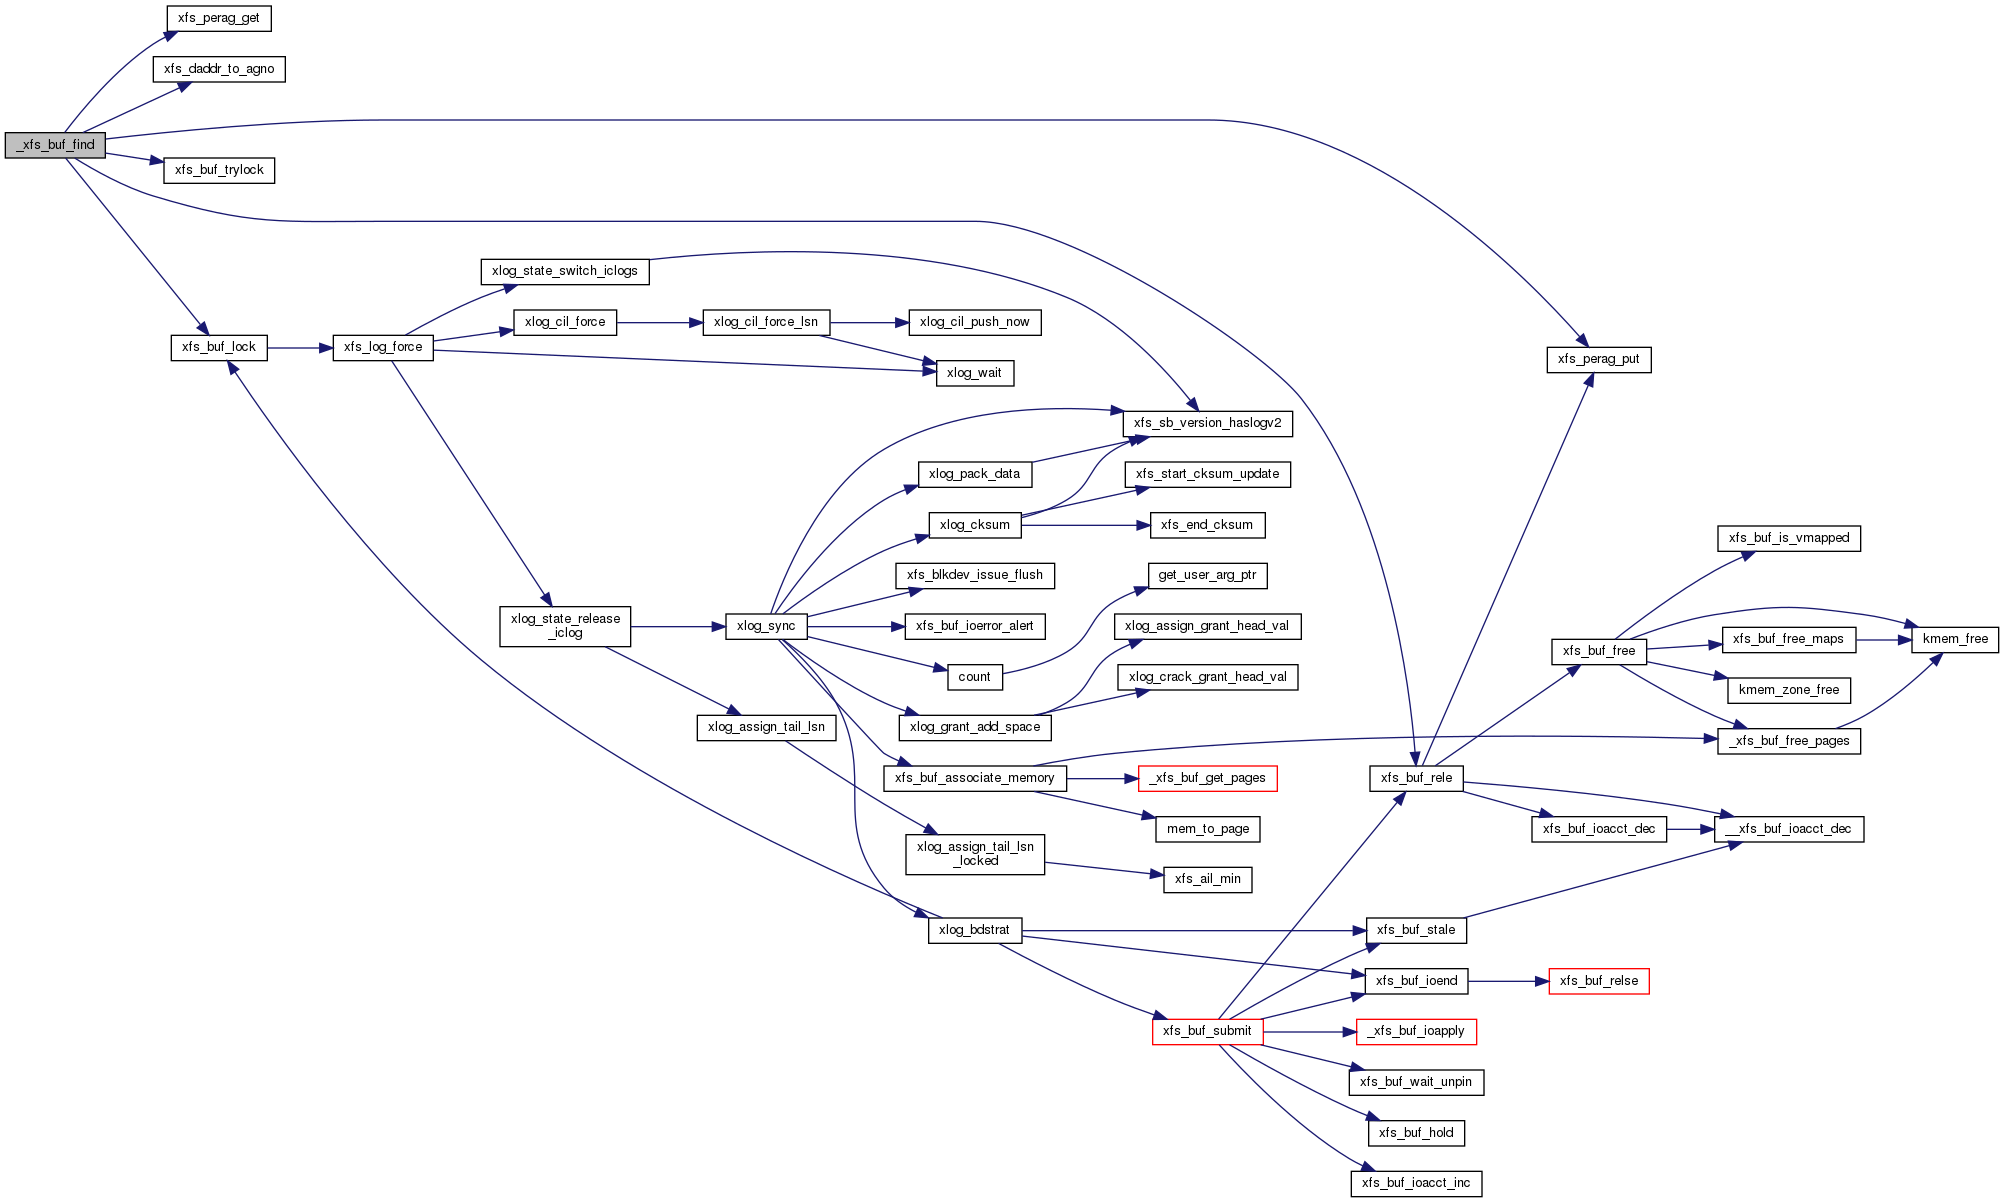 xfs_perag_get
xfs_daddr_to_agno
_xfs_buf_find
xfs_buf_trylock
xlog_state_switch_iclogs
xlog_cil_force
xlog_cil_force_lsn
xlog_cil_push_now
xfs_buf_lock
xfs_log_force
xfs_perag_put
xlog_wait
xfs_sb_version_haslogv2
xlog_pack_data
xfs_start_cksum_update
xlog_cksum
xfs_end_cksum
xfs_buf_is_vmapped
xfs_blkdev_issue_flush
get_user_arg_ptr
xlog_state_release
_iclog
xlog_sync
xfs_buf_ioerror_alert
xlog_assign_grant_head_val
xfs_buf_free
xfs_buf_free_maps
kmem_free
count
xlog_crack_grant_head_val
kmem_zone_free
xlog_assign_tail_lsn
xlog_grant_add_space
_xfs_buf_free_pages
xfs_buf_associate_memory
_xfs_buf_get_pages
xfs_buf_rele
mem_to_page
xfs_buf_ioacct_dec
__xfs_buf_ioacct_dec
xlog_assign_tail_lsn
_locked
xfs_ail_min
xlog_bdstrat
xfs_buf_stale
xfs_buf_ioend
xfs_buf_relse
xfs_buf_submit
_xfs_buf_ioapply
xfs_buf_wait_unpin
xfs_buf_hold
xfs_buf_ioacct_inc